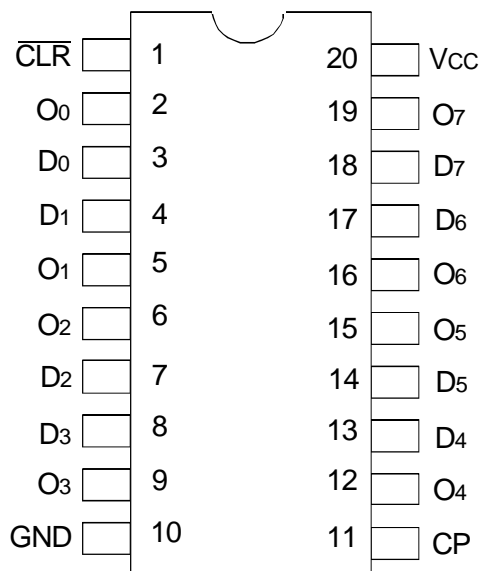 CLR 1 20 VCC
O0 2 19 O7
D0 3 18 D7
D1 4 17 D6
O1 5 16 O6
O2 6 15 O5
D2 7 14 D5
D3 8 13 D4
O3 9 12 O4
GND 10 11 CP